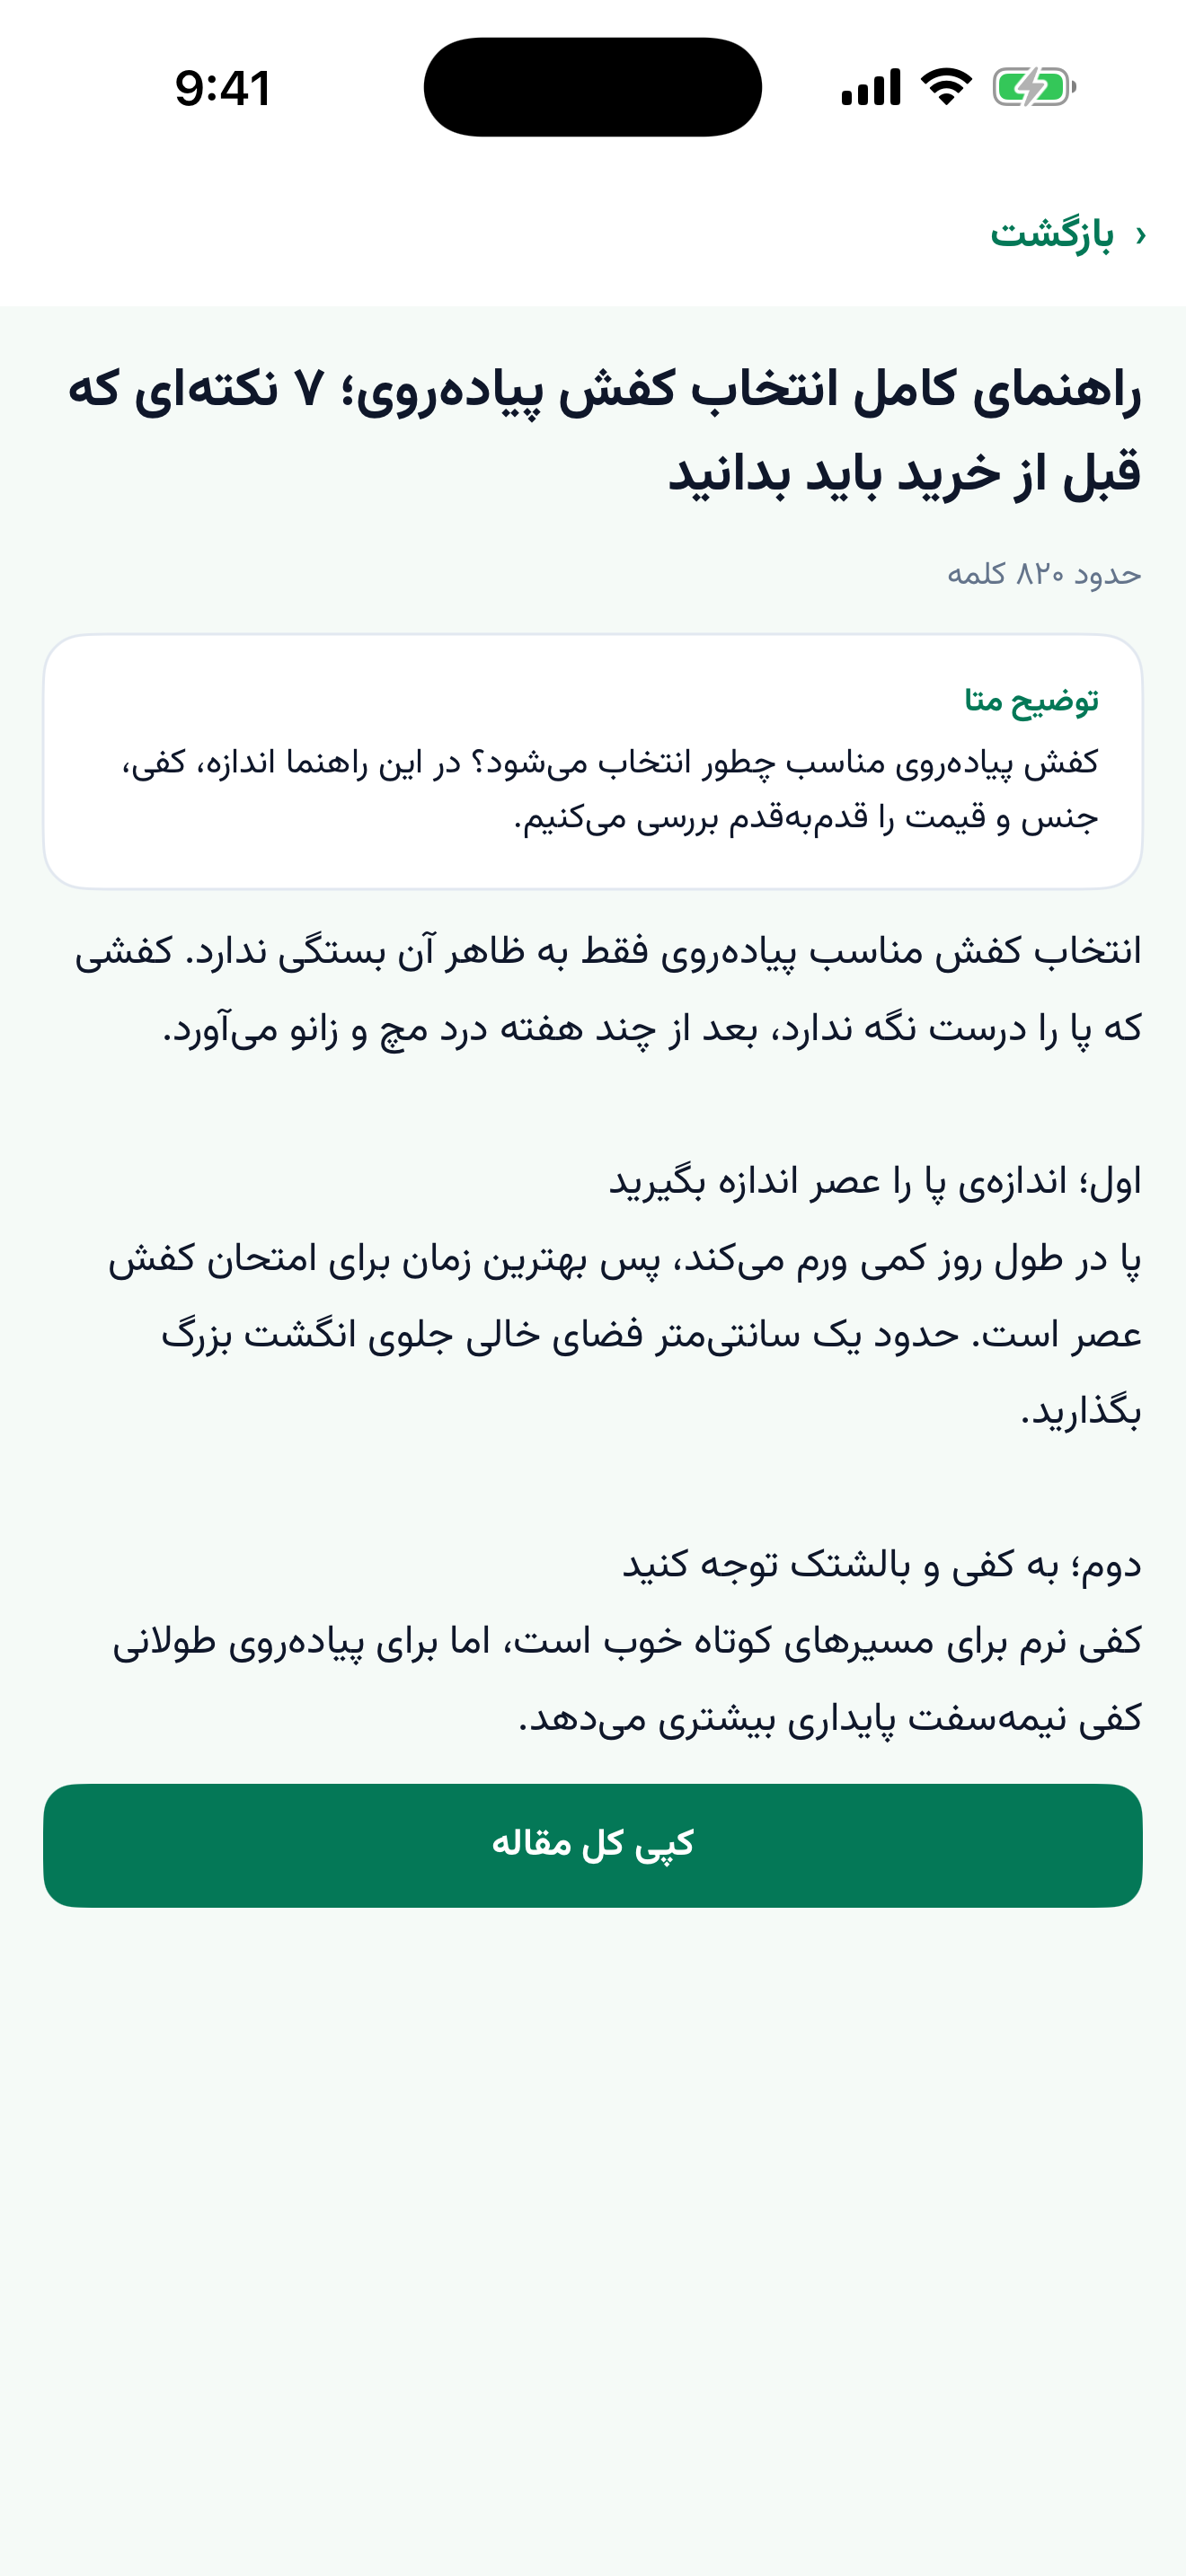 9:41
‹ بازگشت
راهنمای کامل انتخاب کفش پیاده‌روی؛ ۷ نکته‌ای که
قبل از خرید باید بدانید
حدود ۸۲۰ کلمه
توضیح متا
کفش پیاده‌روی مناسب چطور انتخاب می‌شود؟ در این راهنما اندازه، کفی،
جنس و قیمت را قدم‌به‌قدم بررسی می‌کنیم.
انتخاب کفش مناسب پیاده‌روی فقط به ظاهر آن بستگی ندارد. کفشی
که پا را درست نگه ندارد، بعد از چند هفته درد مچ و زانو می‌آورد.
اول؛ اندازه‌ی پا را عصر اندازه بگیرید
پا در طول روز کمی ورم می‌کند، پس بهترین زمان برای امتحان کفش
عصر است. حدود یک سانتی‌متر فضای خالی جلوی انگشت بزرگ
بگذارید.
دوم؛ به کفی و بالشتک توجه کنید
کفی نرم برای مسیرهای کوتاه خوب است، اما برای پیاده‌روی طولانی
کفی نیمه‌سفت پایداری بیشتری می‌دهد.
کپی کل مقاله